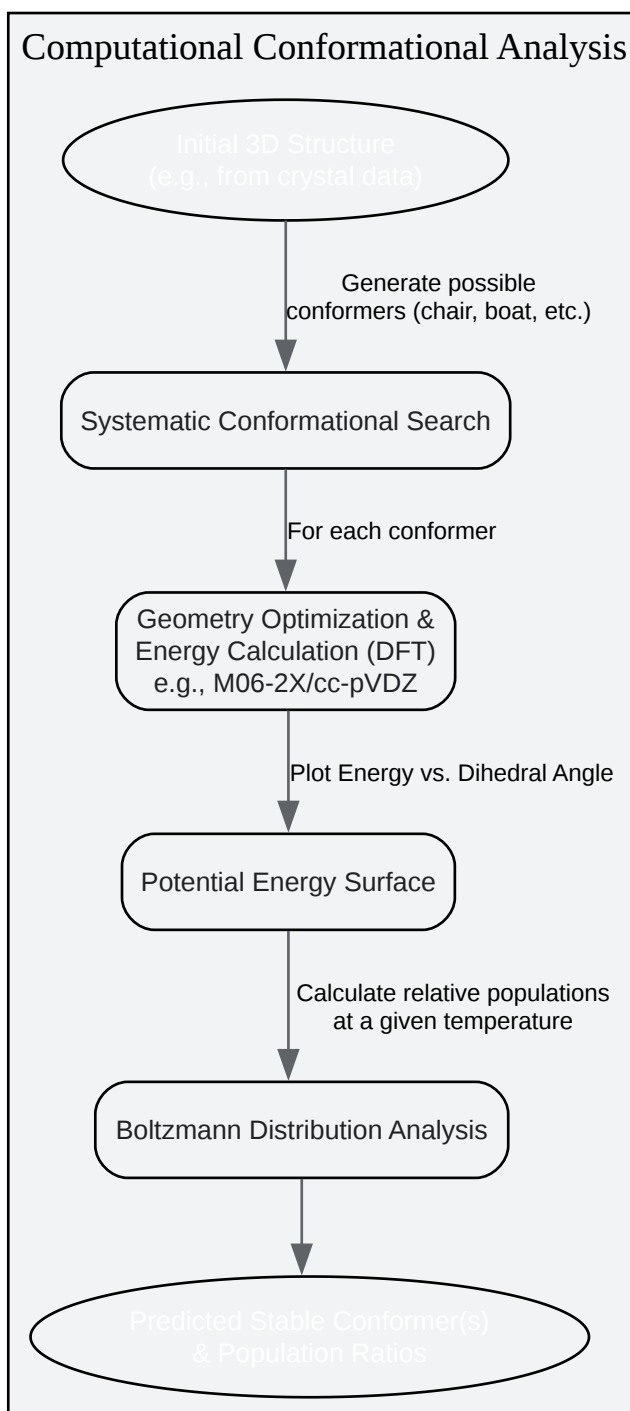 Computational Conformational Analysis
Initial 3D Structure
(e.g., from crystal data)
Generate possible
conformers (chair, boat, etc.)
Systematic Conformational Search
For each conformer
Geometry Optimization &
Energy Calculation (DFT)
e.g., M06-2X/cc-pVDZ
Plot Energy vs. Dihedral Angle
Potential Energy Surface
Calculate relative populations
at a given temperature
Boltzmann Distribution Analysis
Predicted Stable Conformer(s)
& Population Ratios